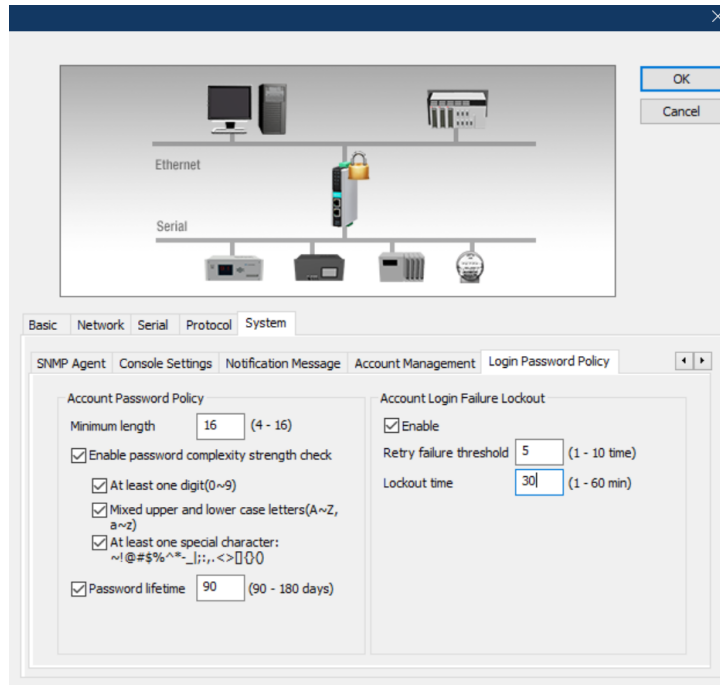 OK
Cancel
Ethernet
Serial
Basic Network Serial Protocol System
SNMP Agent Console Settings Notification Message Account Management Login Password Policy
Account Password Policy
Minimum length 16 (4 - 16)
Enable password complexity strength check
At least one digit(0~9)
Mixed upper and lower case letters(A~Z,
a~z)
At least one special character:
~!@#$%^*-_|;:,.<>[]{}()
Password lifetime 90 (90 - 180 days)
Account Login Failure Lockout
Enable
Retry failure threshold 5 (1 - 10 time)
Lockout time 30 (1 - 60 min)